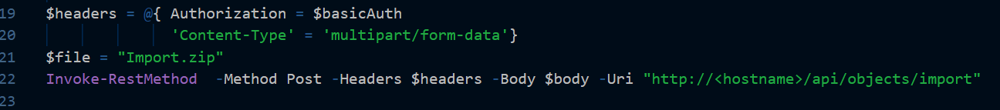 19 $headers = @{ Authorization = $basicAuth
20 'Content-Type' = 'multipart/form-data'}
21 $file = "Import.zip"
22 Invoke-RestMethod  -Method Post -Headers $headers -Body $body -Uri "http://<hostname>/api/objects/import"
23